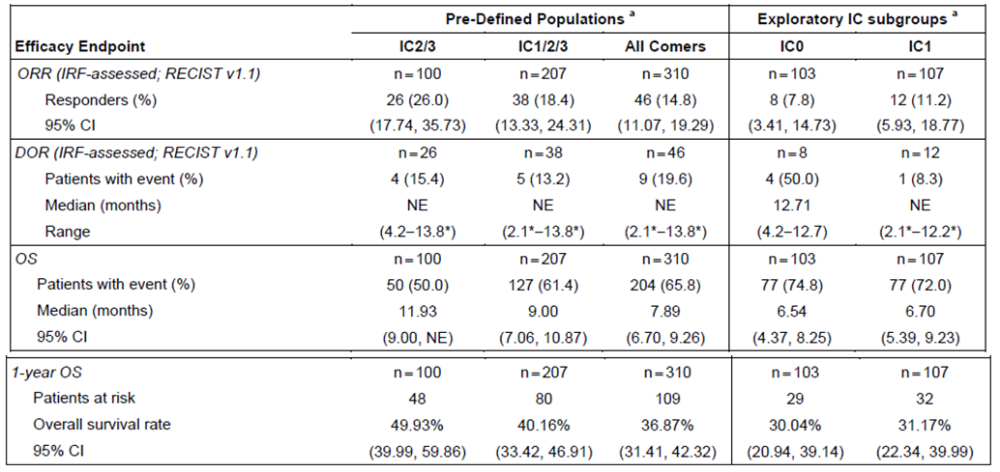 Pre-Defined Populations a Exploratory IC subgroups a
Efficacy Endpoint IC2/3 IC1/2/3 All Comers IC0 IC1
ORR (IRF-assessed; RECIST v1.1) n=100 n=207 n=310 n=103 n=107
Responders (%) 26 (26.0) 38 (18.4) 46 (14.8) 8 (7.8) 12 (11.2)
95% CI (17.74, 35.73) (13.33, 24.31) (11.07, 19.29) (3.41, 14.73) (5.93, 18.77)
DOR (IRF-assessed; RECIST v1.1) n=26 n=38 n=46 n=8 n=12
Patients with event (%) 4 (15.4) 5 (13.2) 9 (19.6) 4 (50.0) 1 (8.3)
Median (months) NE NE NE 12.71 NE
Range (4.2–13.8*) (2.1*–13.8*) (2.1*–13.8*) (4.2–12.7) (2.1*–12.2*)
OS n=100 n=207 n=310 n=103 n=107
Patients with event (%) 50 (50.0) 127 (61.4) 204 (65.8) 77 (74.8) 77 (72.0)
Median (months) 11.93 9.00 7.89 6.54 6.70
95% CI (9.00, NE) (7.06, 10.87) (6.70, 9.26) (4.37, 8.25) (5.39, 9.23)
1-year OS n=100 n=207 n=310 n=103 n=107
Patients at risk 48 80 109 29 32
Overall survival rate 49.93% 40.16% 36.87% 30.04% 31.17%
95% CI (39.99, 59.86) (33.42, 46.91) (31.41, 42.32) (20.94, 39.14) (22.34, 39.99)